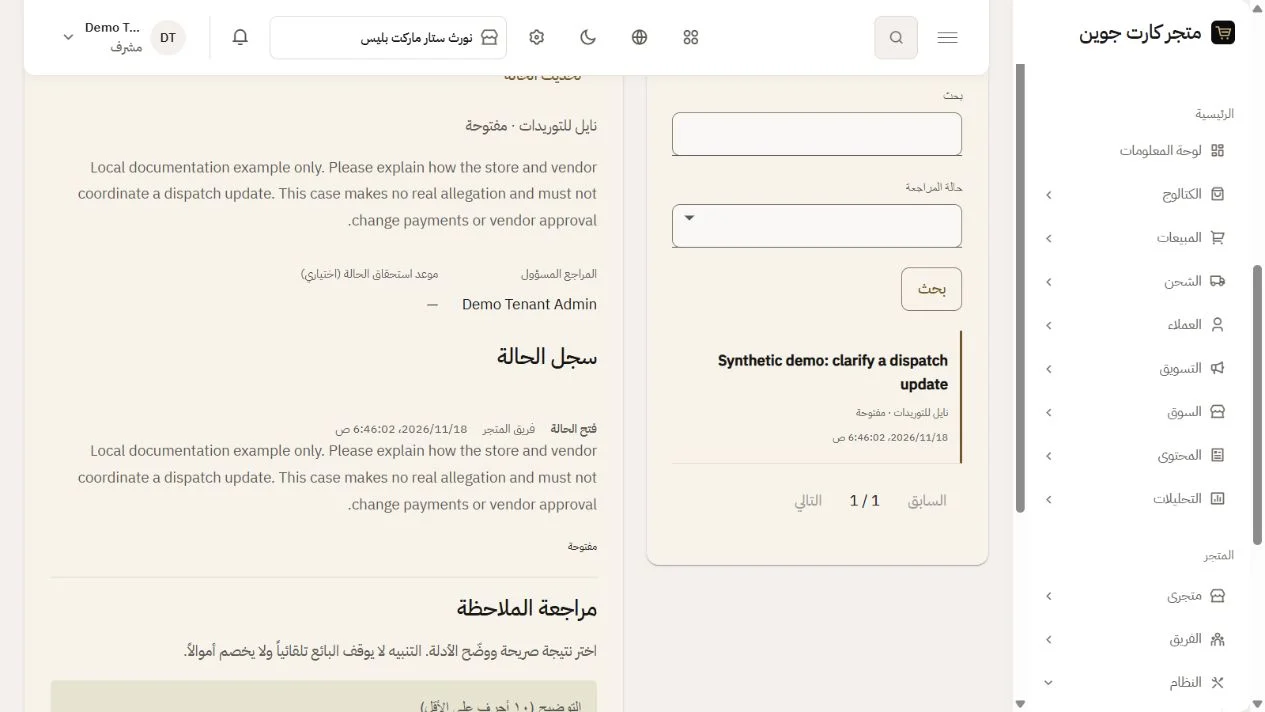 متجر كارت جوين
نورث ستار ماركت بليس
DT
Demo T...
مشرف
الرئيسية
لوحة المعلومات
الكتالوج
المبيعات
الشحن
العملاء
التسويق
السوق
المحتوى
التحليلات
المتجر
متجري
الفريق
النظام
بحث
حالة المراجعة
بحث
Synthetic demo: clarify a dispatch
update
نايل للتوريدات · مفتوحة
2026/11/18، 6:46:02 ص
السابق
1 / 1
التالي
تحديث الحالة
نايل للتوريدات · مفتوحة
Local documentation example only. Please explain how the store and vendor
coordinate a dispatch update. This case makes no real allegation and must not
change payments or vendor approval.
المراجع المسؤول
Demo Tenant Admin
موعد استحقاق الحالة (اختياري)
—
سجل الحالة
فتح الحالة فريق المتجر 2026/11/18، 6:46:02 ص
Local documentation example only. Please explain how the store and vendor
coordinate a dispatch update. This case makes no real allegation and must not
change payments or vendor approval.
مفتوحة
مراجعة الملاحظة
اختر نتيجة صريحة ووضّح الأدلة. التنبيه لا يوقف البائع تلقائياً ولا يخصم أموالاً.
التوضيح (١٠ أحرف على الأقل)